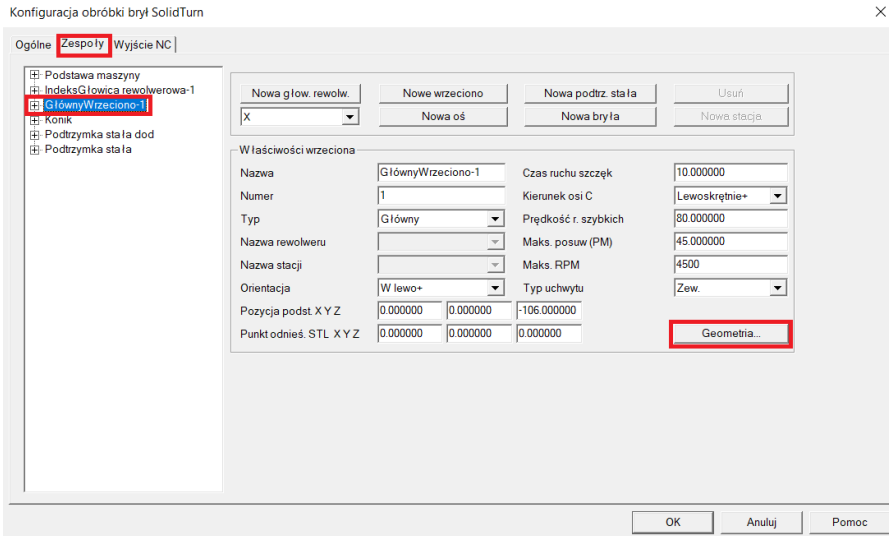 Konfiguracja obróbki brył SolidTurn
Ogólne Zespoły Wyjście NC
Podstawa maszyny
IndeksGłowica rewolwerowa-1
GłównyWrzeciono-1
Konik
Podtrzymka stała dod
Podtrzymka stała
Nowa głow. rewolw. Nowe wrzeciono Nowa podtrz. stała Usuń
X Nowa oś Nowa bryła Nowa stacja
Właściwości wrzeciona
Nazwa GłównyWrzeciono-1 Czas ruchu szczęk 10.000000
Numer 1 Kierunek osi C Lewoskrętnie+
Typ Główny Prędkość r. szybkich 80.000000
Nazwa rewolweru Maks. posuw (PM) 45.000000
Nazwa stacji Maks. RPM 4500
Orientacja W lewo+ Typ uchwytu Zew.
Pozycja podst. X Y Z 0.000000 0.000000 -106.000000
Punkt odnieś. STL X Y Z 0.000000 0.000000 0.000000 Geometria...
OK Anuluj Pomoc